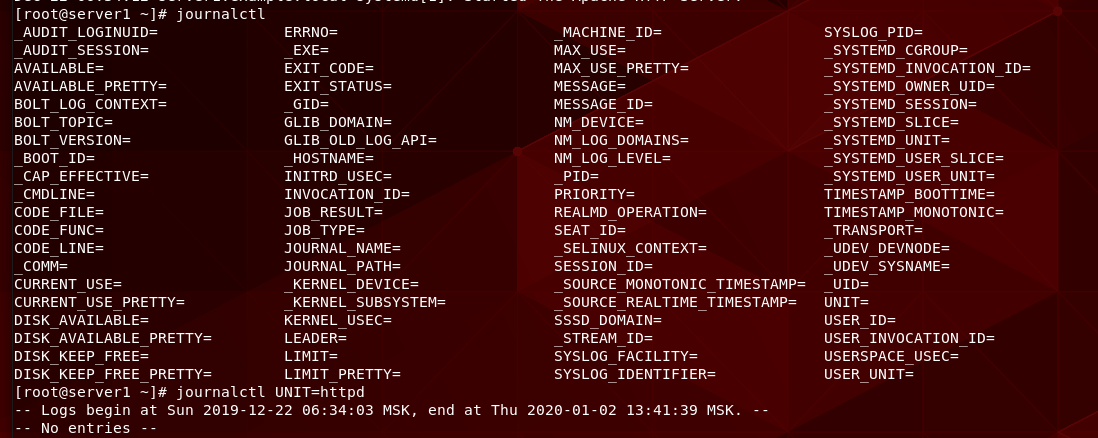 [root@server1 ~]# journalctl
_AUDIT_LOGINUID= ERRNO= _MACHINE_ID= SYSLOG_PID=
_AUDIT_SESSION= _EXE= MAX_USE= _SYSTEMD_CGROUP=
AVAILABLE= EXIT_CODE= MAX_USE_PRETTY= _SYSTEMD_INVOCATION_ID=
AVAILABLE_PRETTY= EXIT_STATUS= MESSAGE= _SYSTEMD_OWNER_UID=
BOLT_LOG_CONTEXT= _GID= MESSAGE_ID= _SYSTEMD_SESSION=
BOLT_TOPIC= GLIB_DOMAIN= NM_DEVICE= _SYSTEMD_SLICE=
BOLT_VERSION= GLIB_OLD_LOG_API= NM_LOG_DOMAINS= _SYSTEMD_UNIT=
_BOOT_ID= _HOSTNAME= NM_LOG_LEVEL= _SYSTEMD_USER_SLICE=
_CAP_EFFECTIVE= INITRD_USEC= _PID= _SYSTEMD_USER_UNIT=
_CMDLINE= INVOCATION_ID= PRIORITY= TIMESTAMP_BOOTTIME=
CODE_FILE= JOB_RESULT= REALMD_OPERATION= TIMESTAMP_MONOTONIC=
CODE_FUNC= JOB_TYPE= SEAT_ID= _TRANSPORT=
CODE_LINE= JOURNAL_NAME= _SELINUX_CONTEXT= _UDEV_DEVNODE=
_COMM= JOURNAL_PATH= SESSION_ID= _UDEV_SYSNAME=
CURRENT_USE= _KERNEL_DEVICE= _SOURCE_MONOTONIC_TIMESTAMP= _UID=
CURRENT_USE_PRETTY= _KERNEL_SUBSYSTEM= _SOURCE_REALTIME_TIMESTAMP= UNIT=
DISK_AVAILABLE= KERNEL_USEC= SSSD_DOMAIN= USER_ID=
DISK_AVAILABLE_PRETTY= LEADER= _STREAM_ID= USER_INVOCATION_ID=
DISK_KEEP_FREE= LIMIT= SYSLOG_FACILITY= USERSPACE_USEC=
DISK_KEEP_FREE_PRETTY= LIMIT_PRETTY= SYSLOG_IDENTIFIER= USER_UNIT=
[root@server1 ~]# journalctl UNIT=httpd
-- Logs begin at Sun 2019-12-22 06:34:03 MSK, end at Thu 2020-01-02 13:41:39 MSK. --
-- No entries --